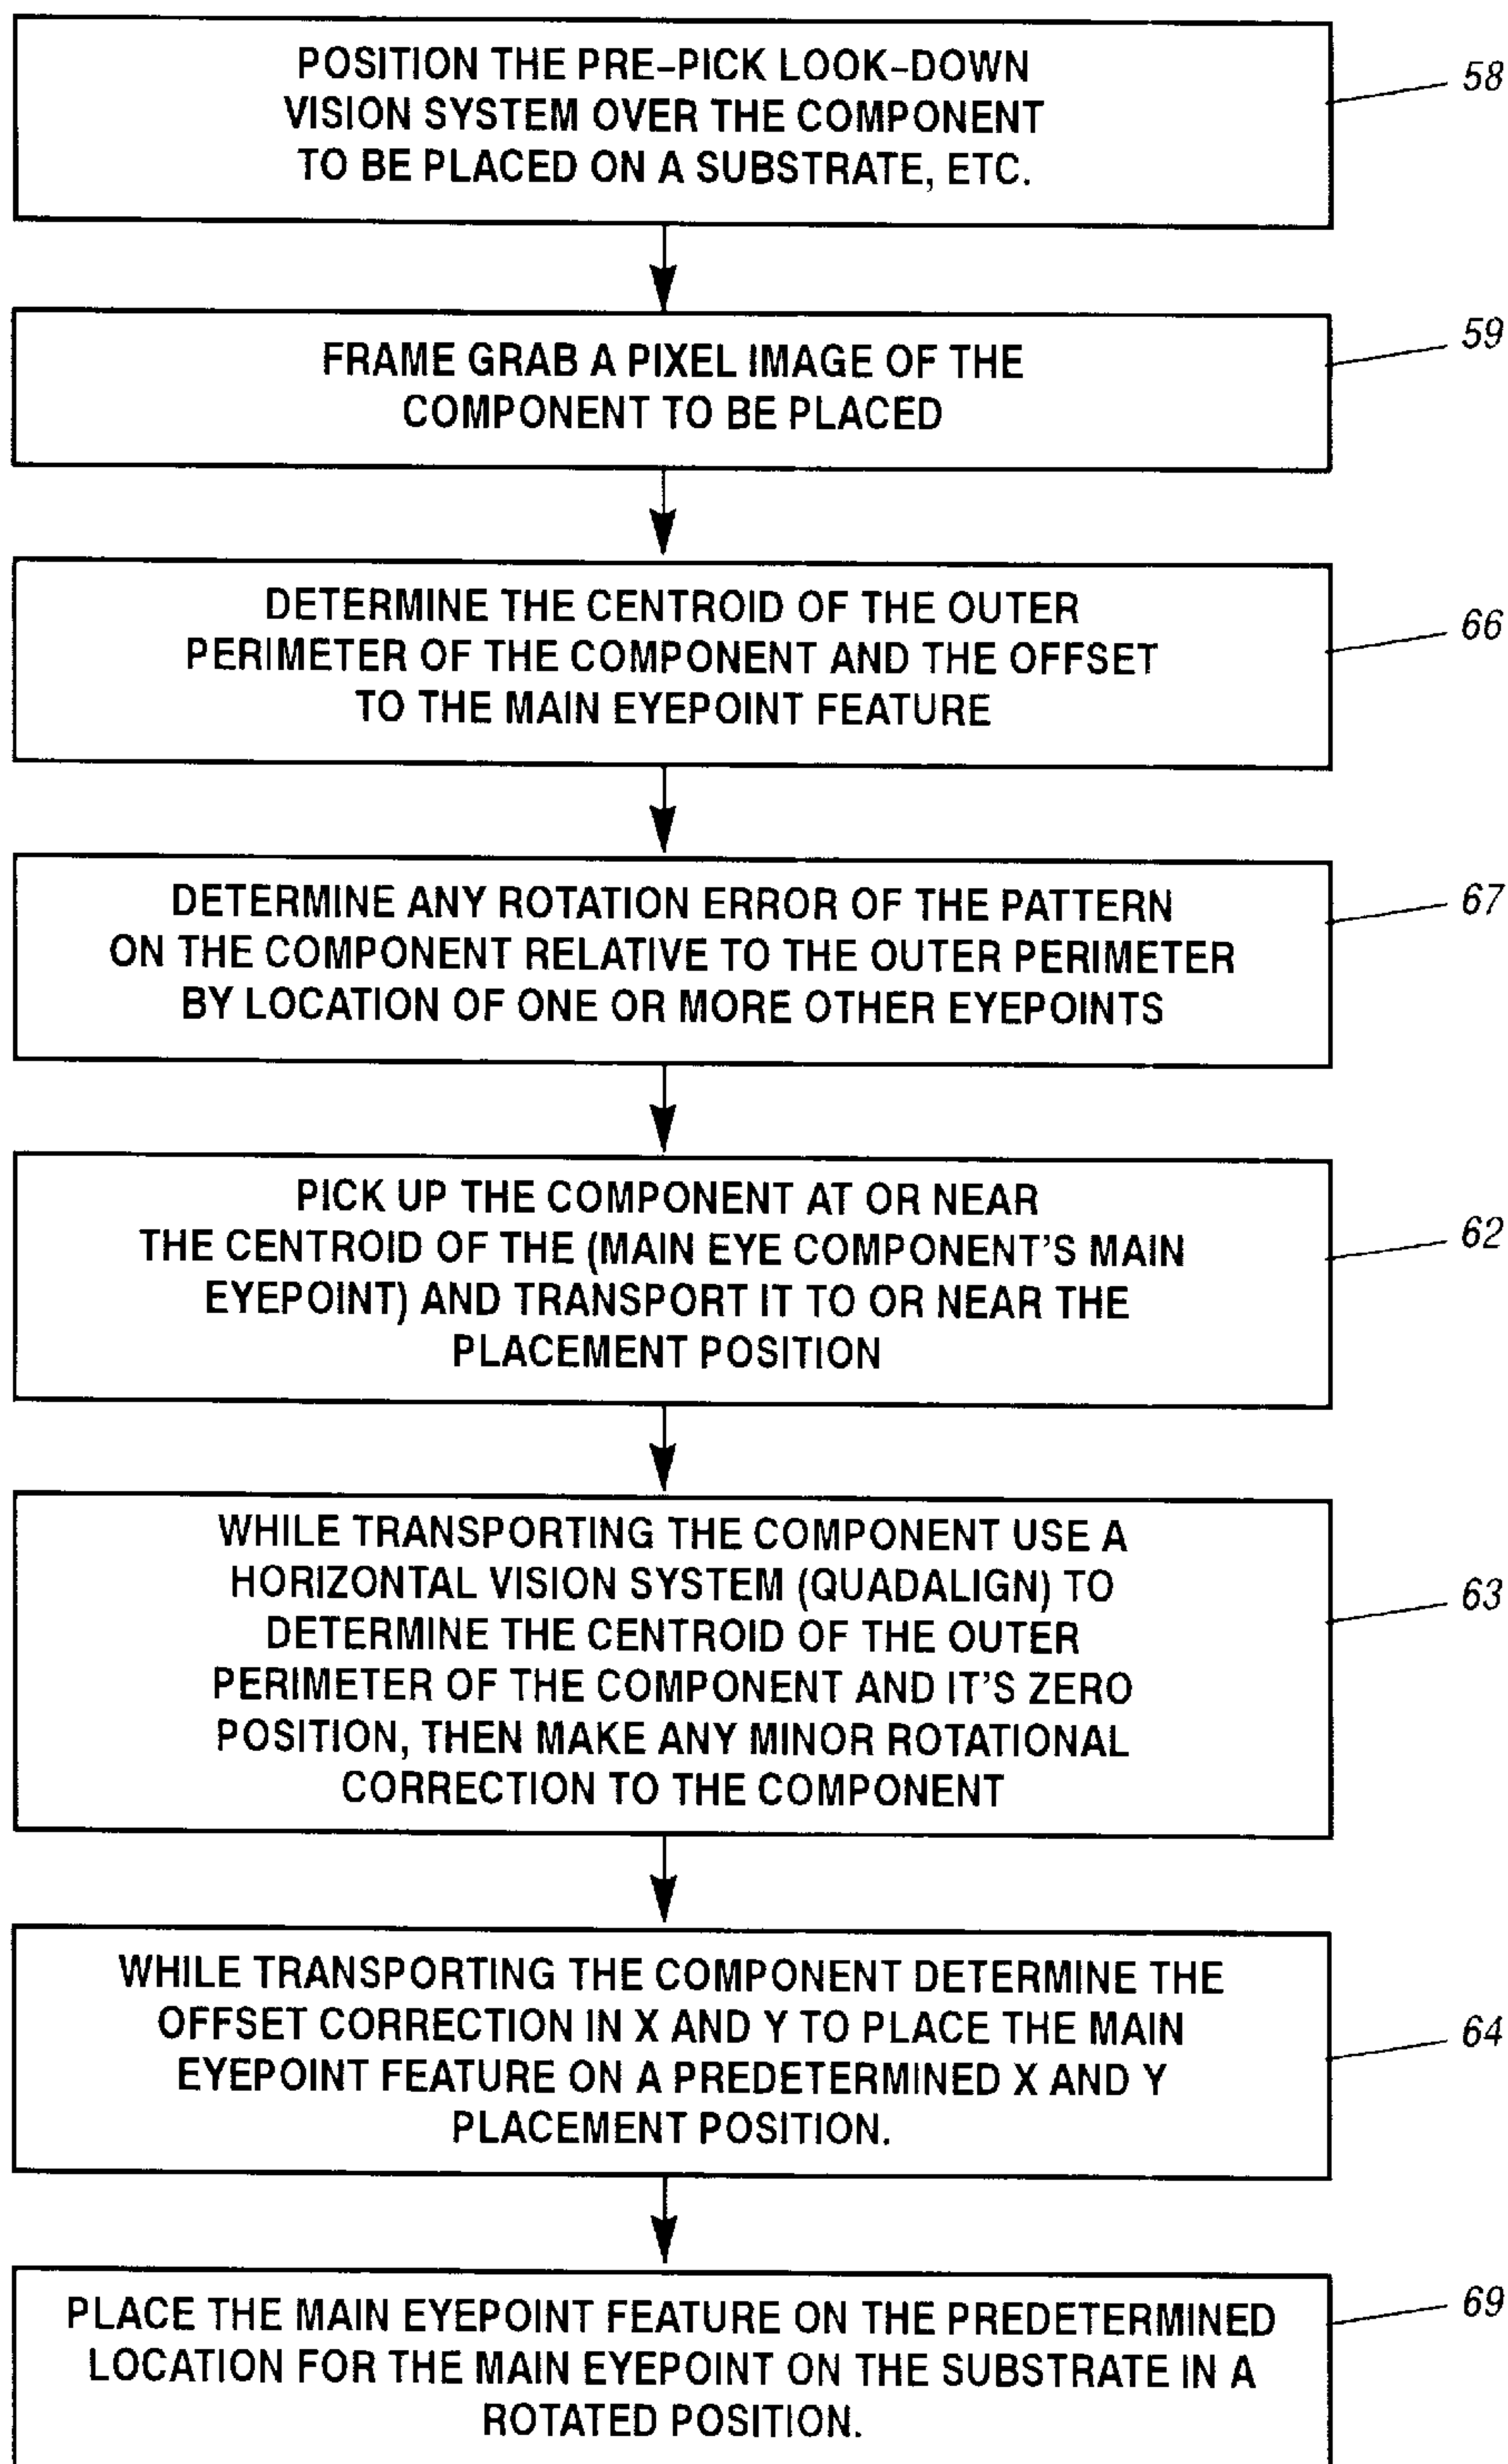 POSITION THE PRE-PICK LOOK-DOWN
VISION SYSTEM OVER THE COMPONENT
TO BE PLACED ON A SUBSTRATE, ETC.
58
FRAME GRAB A PIXEL IMAGE OF THE
COMPONENT TO BE PLACED
59
DETERMINE THE CENTROID OF THE OUTER
PERIMETER OF THE COMPONENT AND THE OFFSET
TO THE MAIN EYEPOINT FEATURE
66
DETERMINE ANY ROTATION ERROR OF THE PATTERN
ON THE COMPONENT RELATIVE TO THE OUTER PERIMETER
BY LOCATION OF ONE OR MORE OTHER EYEPOINTS
67
PICK UP THE COMPONENT AT OR NEAR
THE CENTROID OF THE (MAIN EYE COMPONENT'S MAIN
EYEPOINT) AND TRANSPORT IT TO OR NEAR THE
PLACEMENT POSITION
62
WHILE TRANSPORTING THE COMPONENT USE A
HORIZONTAL VISION SYSTEM (QUADALIGN) TO
DETERMINE THE CENTROID OF THE OUTER
PERIMETER OF THE COMPONENT AND IT'S ZERO
POSITION, THEN MAKE ANY MINOR ROTATIONAL
CORRECTION TO THE COMPONENT
63
WHILE TRANSPORTING THE COMPONENT DETERMINE THE
OFFSET CORRECTION IN X AND Y TO PLACE THE MAIN
EYEPOINT FEATURE ON A PREDETERMINED X AND Y
PLACEMENT POSITION.
64
PLACE THE MAIN EYEPOINT FEATURE ON THE PREDETERMINED
LOCATION FOR THE MAIN EYEPOINT ON THE SUBSTRATE IN A
ROTATED POSITION.
69